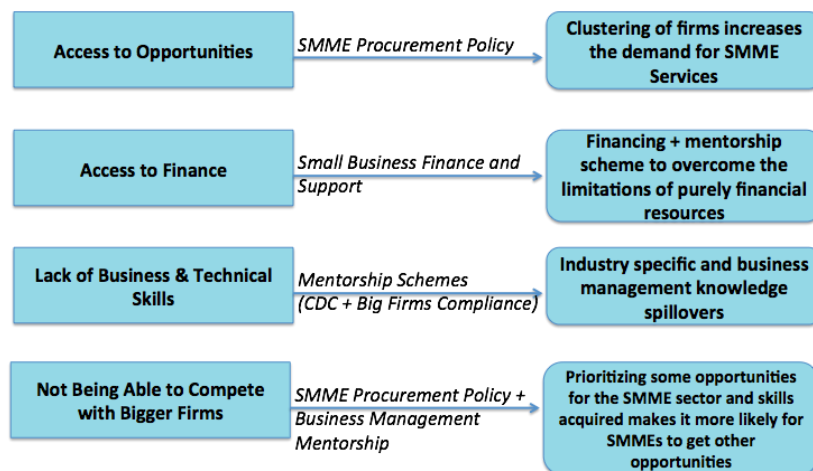 Access to Opportunities
SMME Procurement Policy
Clustering of firms increases
the demand for SMME
Services
Access to Finance
Small Business Finance and
Support
Financing + mentorship
scheme to overcome the
limitations of purely financial
resources
Lack of Business & Technical
Skills
Mentorship Schemes
(CDC + Big Firms Compliance)
Industry specific and business
management knowledge
spillovers
Not Being Able to Compete
with Bigger Firms
SMME Procurement Policy +
Business Management
Mentorship
Prioritizing some opportunities
for the SMME sector and skills
acquired makes it more likely for
SMMEs to get other
opportunities